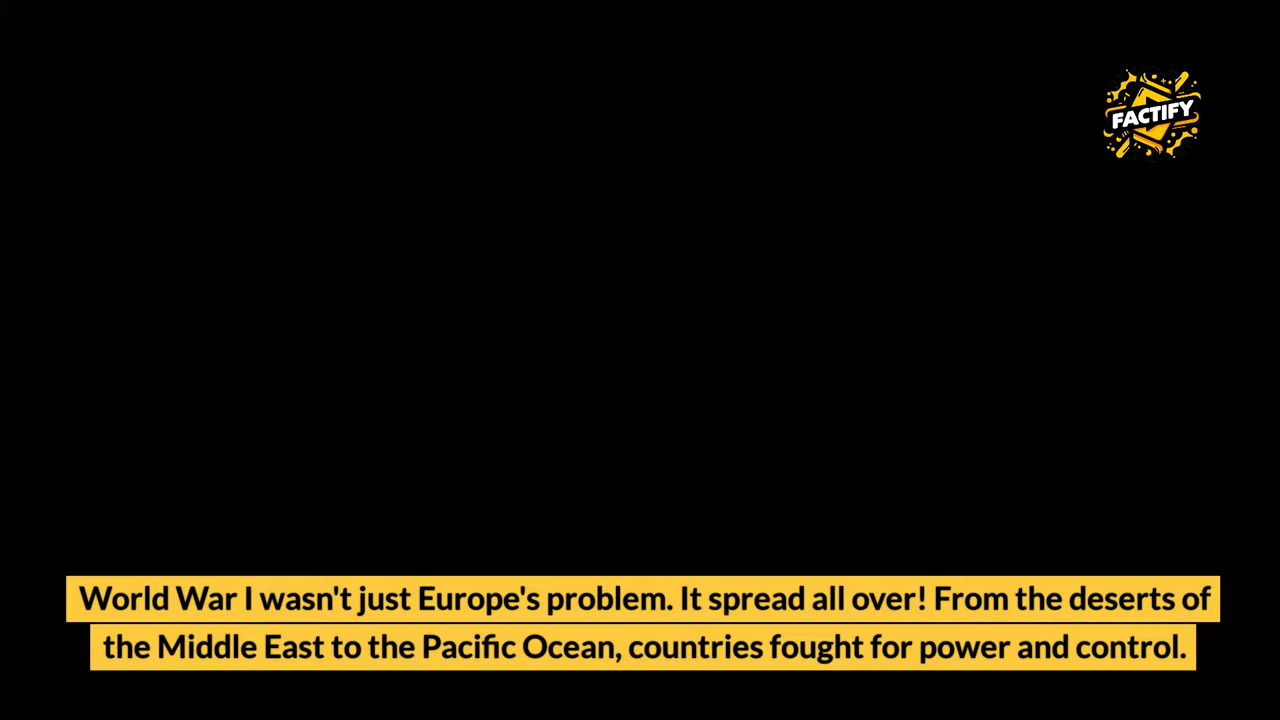 FACTIFY
World War I wasn't just Europe's problem. It spread all over! From the deserts of
the Middle East to the Pacific Ocean, countries fought for power and control.